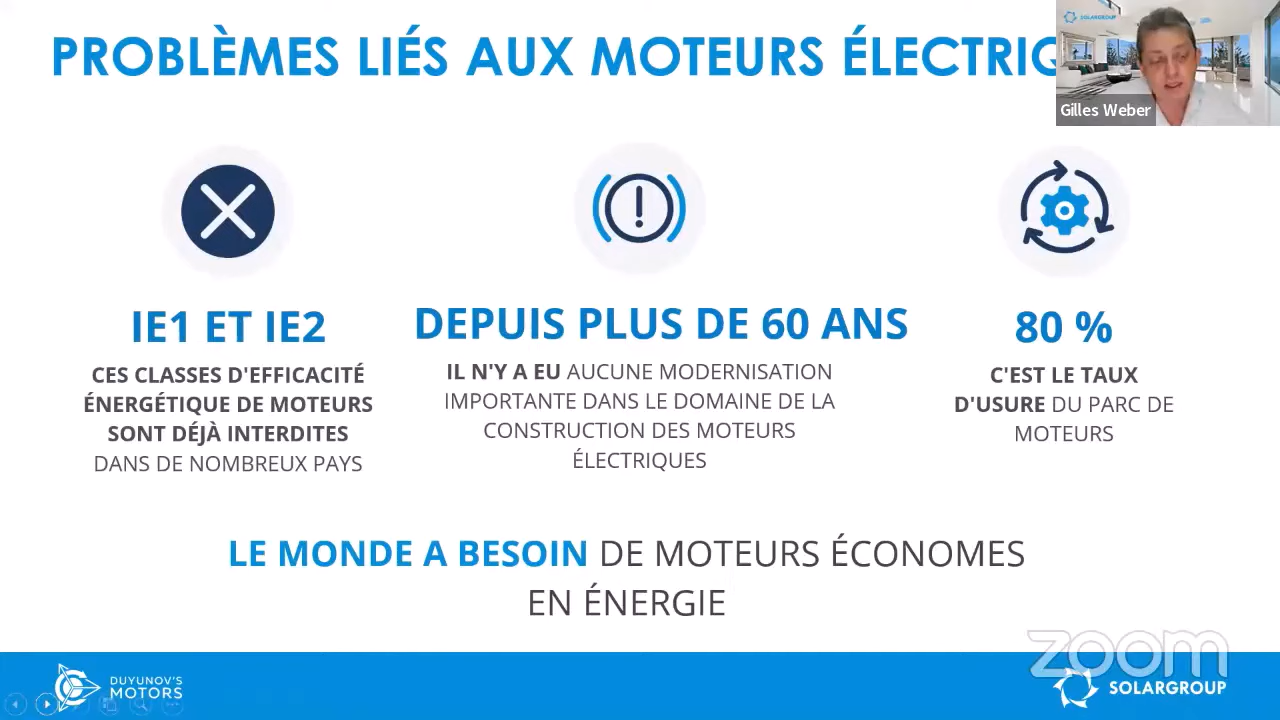 PROBLÈMES LIÉS AUX MOTEURS ÉLECTRIQ
SOLARGROUP
Gilles Weber
IE1 ET IE2
CES CLASSES D'EFFICACITÉ
ÉNERGÉTIQUE DE MOTEURS
SONT DÉJÀ INTERDITES
DANS DE NOMBREUX PAYS
DEPUIS PLUS DE 60 ANS
IL N'Y A EU AUCUNE MODERNISATION
IMPORTANTE DANS LE DOMAINE DE LA
CONSTRUCTION DES MOTEURS
ÉLECTRIQUES
80 %
C'EST LE TAUX
D'USURE DU PARC DE
MOTEURS
LE MONDE A BESOIN DE MOTEURS ÉCONOMES
EN ÉNERGIE
zoom
DUYUNOV'S
MOTORS
SOLARGROUP